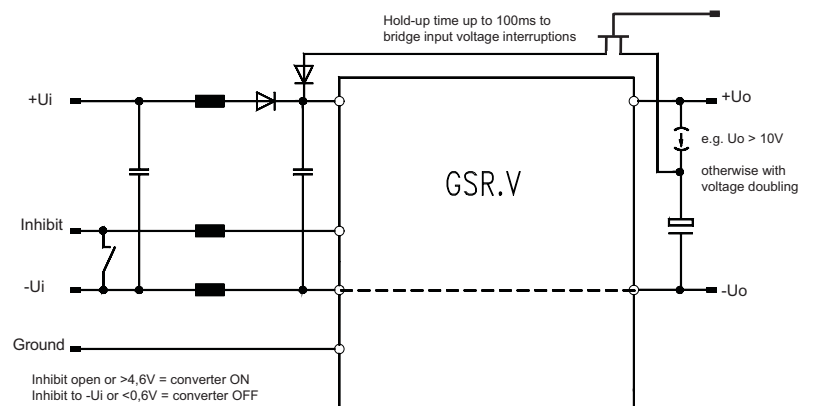 Hold-up time up to 100ms to
bridge input voltage interruptions
+Ui
+Uo
e.g. Uo > 10V
otherwise with
voltage doubling
GSR.V
Inhibit
-Ui
-Uo
Ground
Inhibit open or >4,6V = converter ON
Inhibit to -Ui or <0,6V = converter OFF